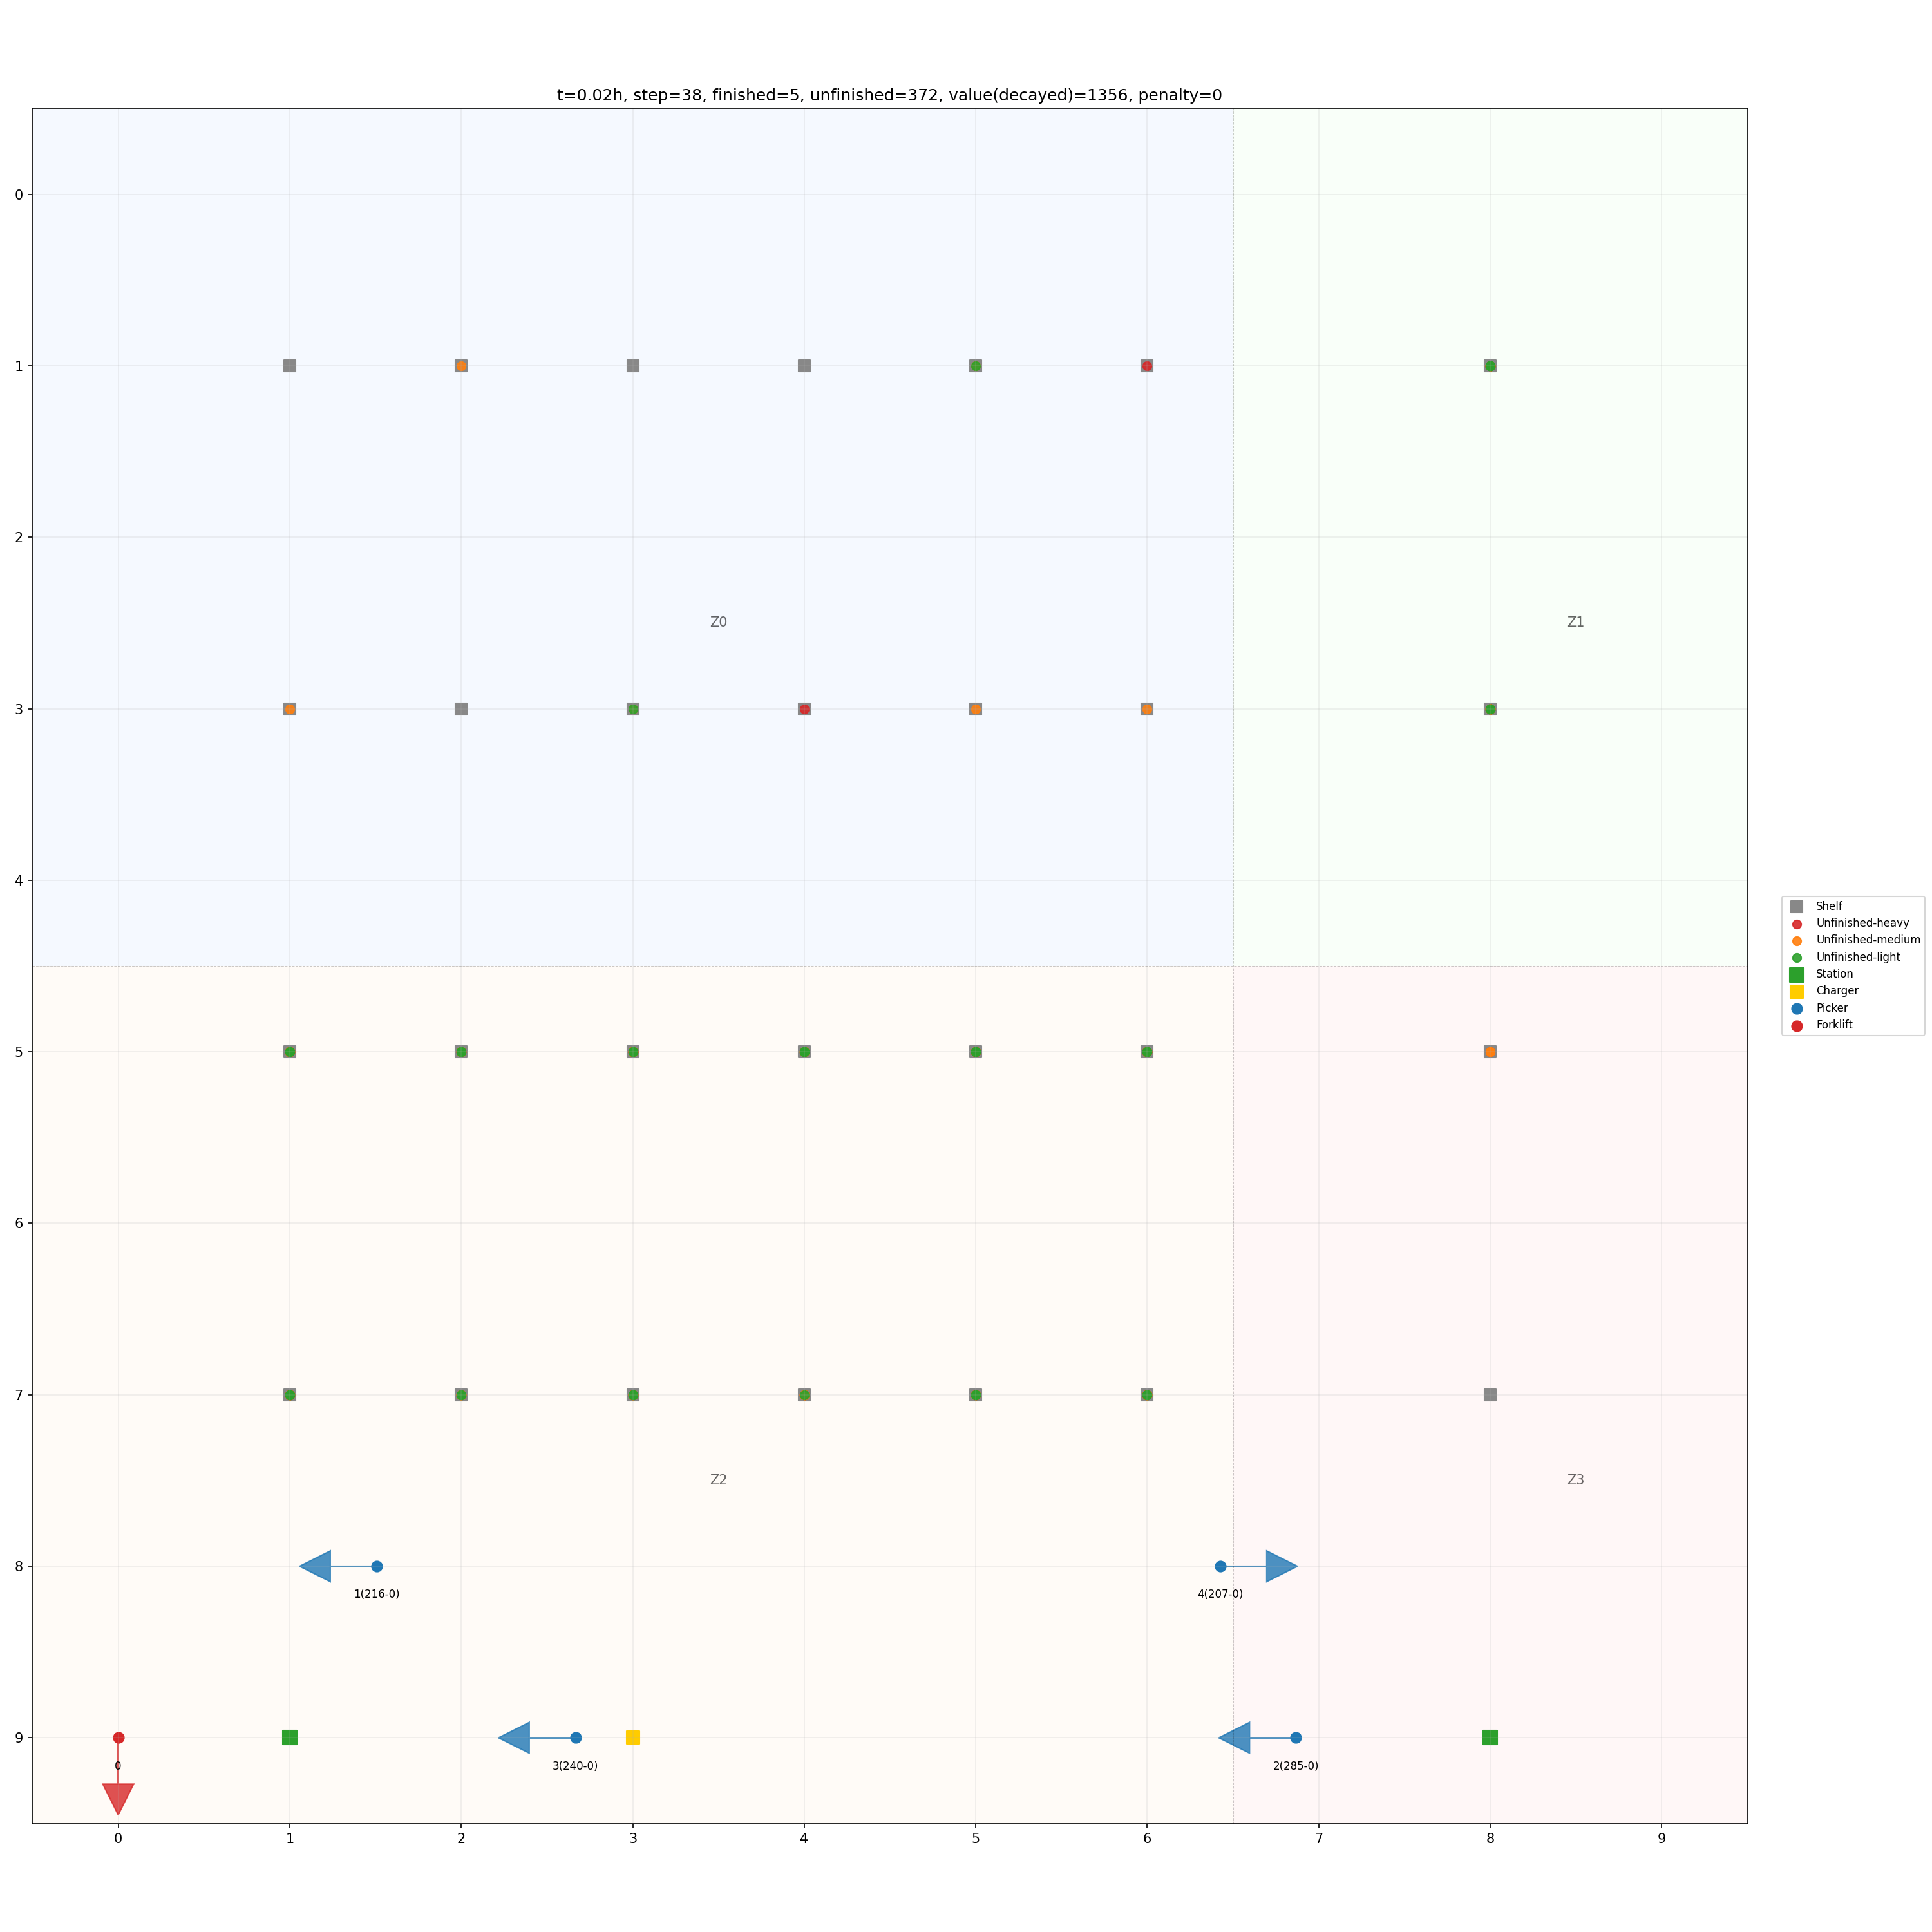 t=0.02h, step=38, finished=5, unfinished=372, value(decayed)=1356, penalty=0
0
1
2
Z0
Z1
3
4
Shelf
Unfinished-heavy
Unfinished-medium
Unfinished-light
Station
Charger
Picker
Forklift
5
6
7
Z2
Z3
8
1(216-0)
4(207-0)
9
0
3(240-0)
2(285-0)
0 1 2 3 4 5 6 7 8 9